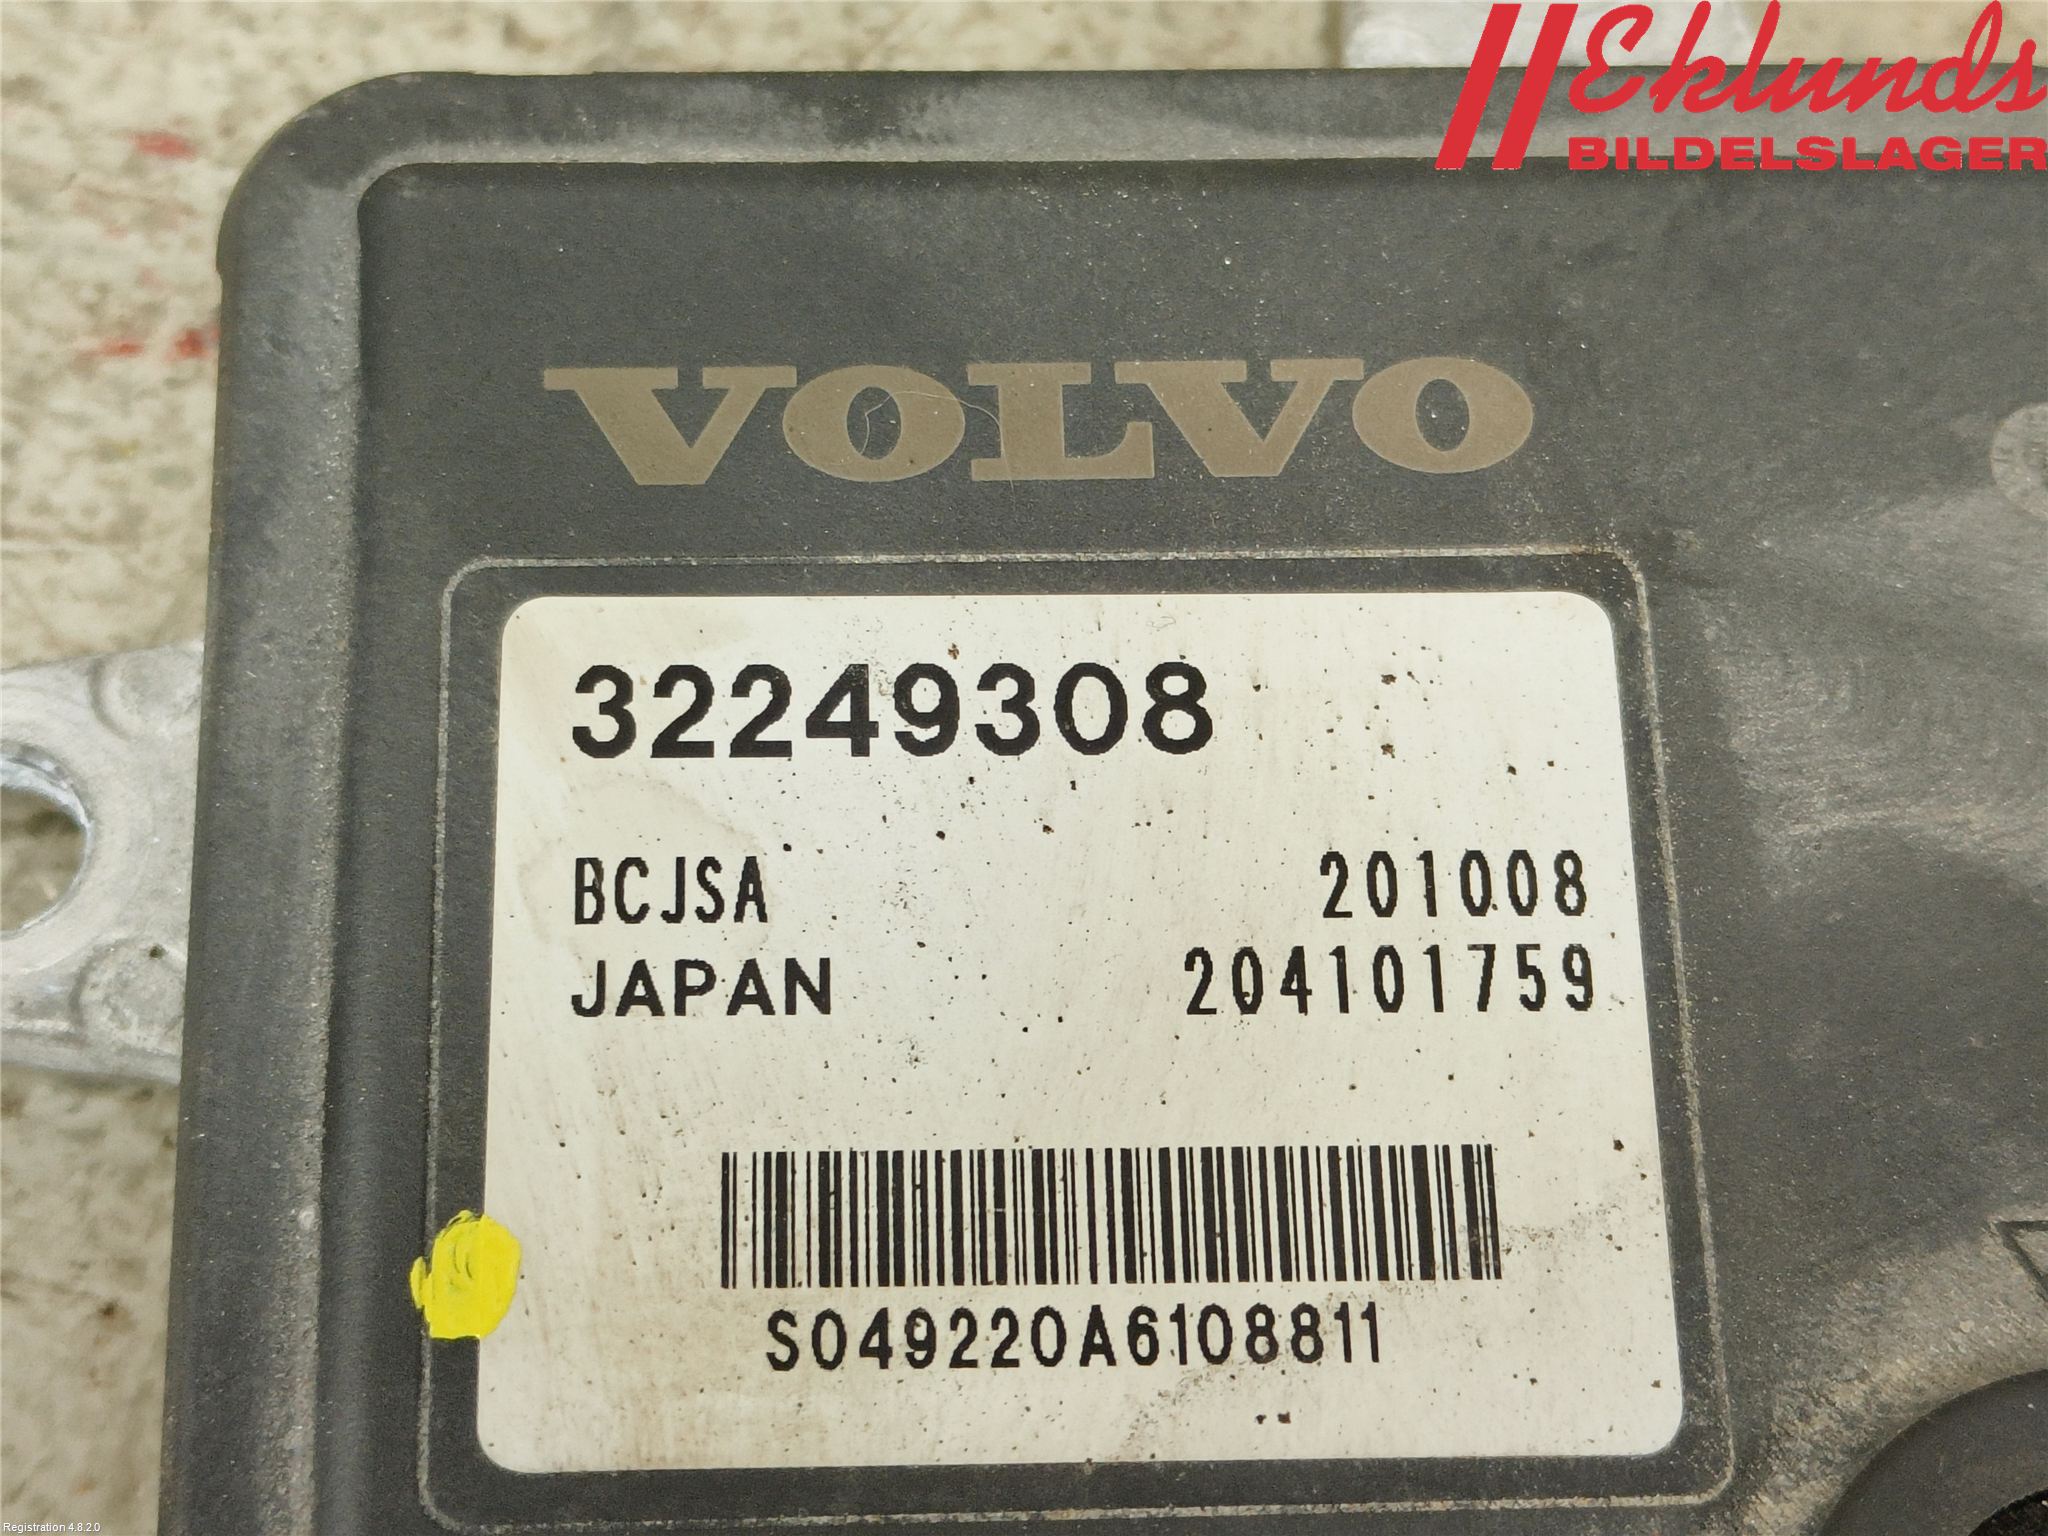 Eklunds
BILDELSLAGER
VOLVO
32249308
BCJSA 201008
JAPAN 204101759
S049220A6108811
Registration 4.8.2.0